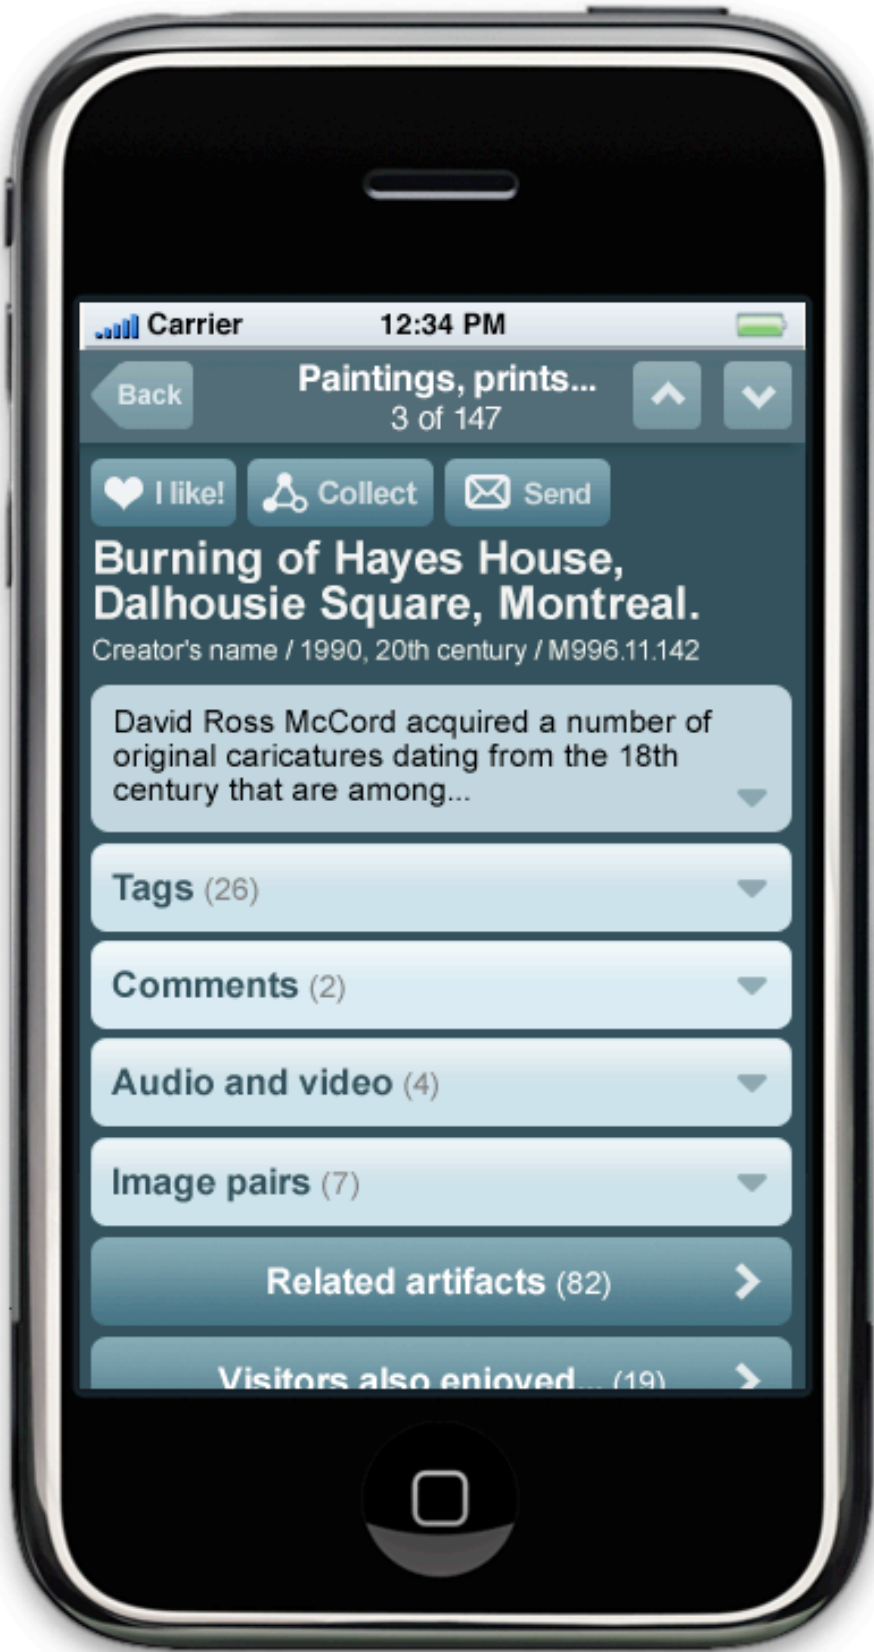 Carrier 12:34 PM
Back
Paintings, prints...
3 of 147
I like! Collect Send
Burning of Hayes House,
Dalhousie Square, Montreal.
Creator's name / 1990, 20th century / M996.11.142
David Ross McCord acquired a number of
original caricatures dating from the 18th
century that are among...
Tags (26)
Comments (2)
Audio and video (4)
Image pairs (7)
Related artifacts (82)
Visitors also enjoyed... (19)